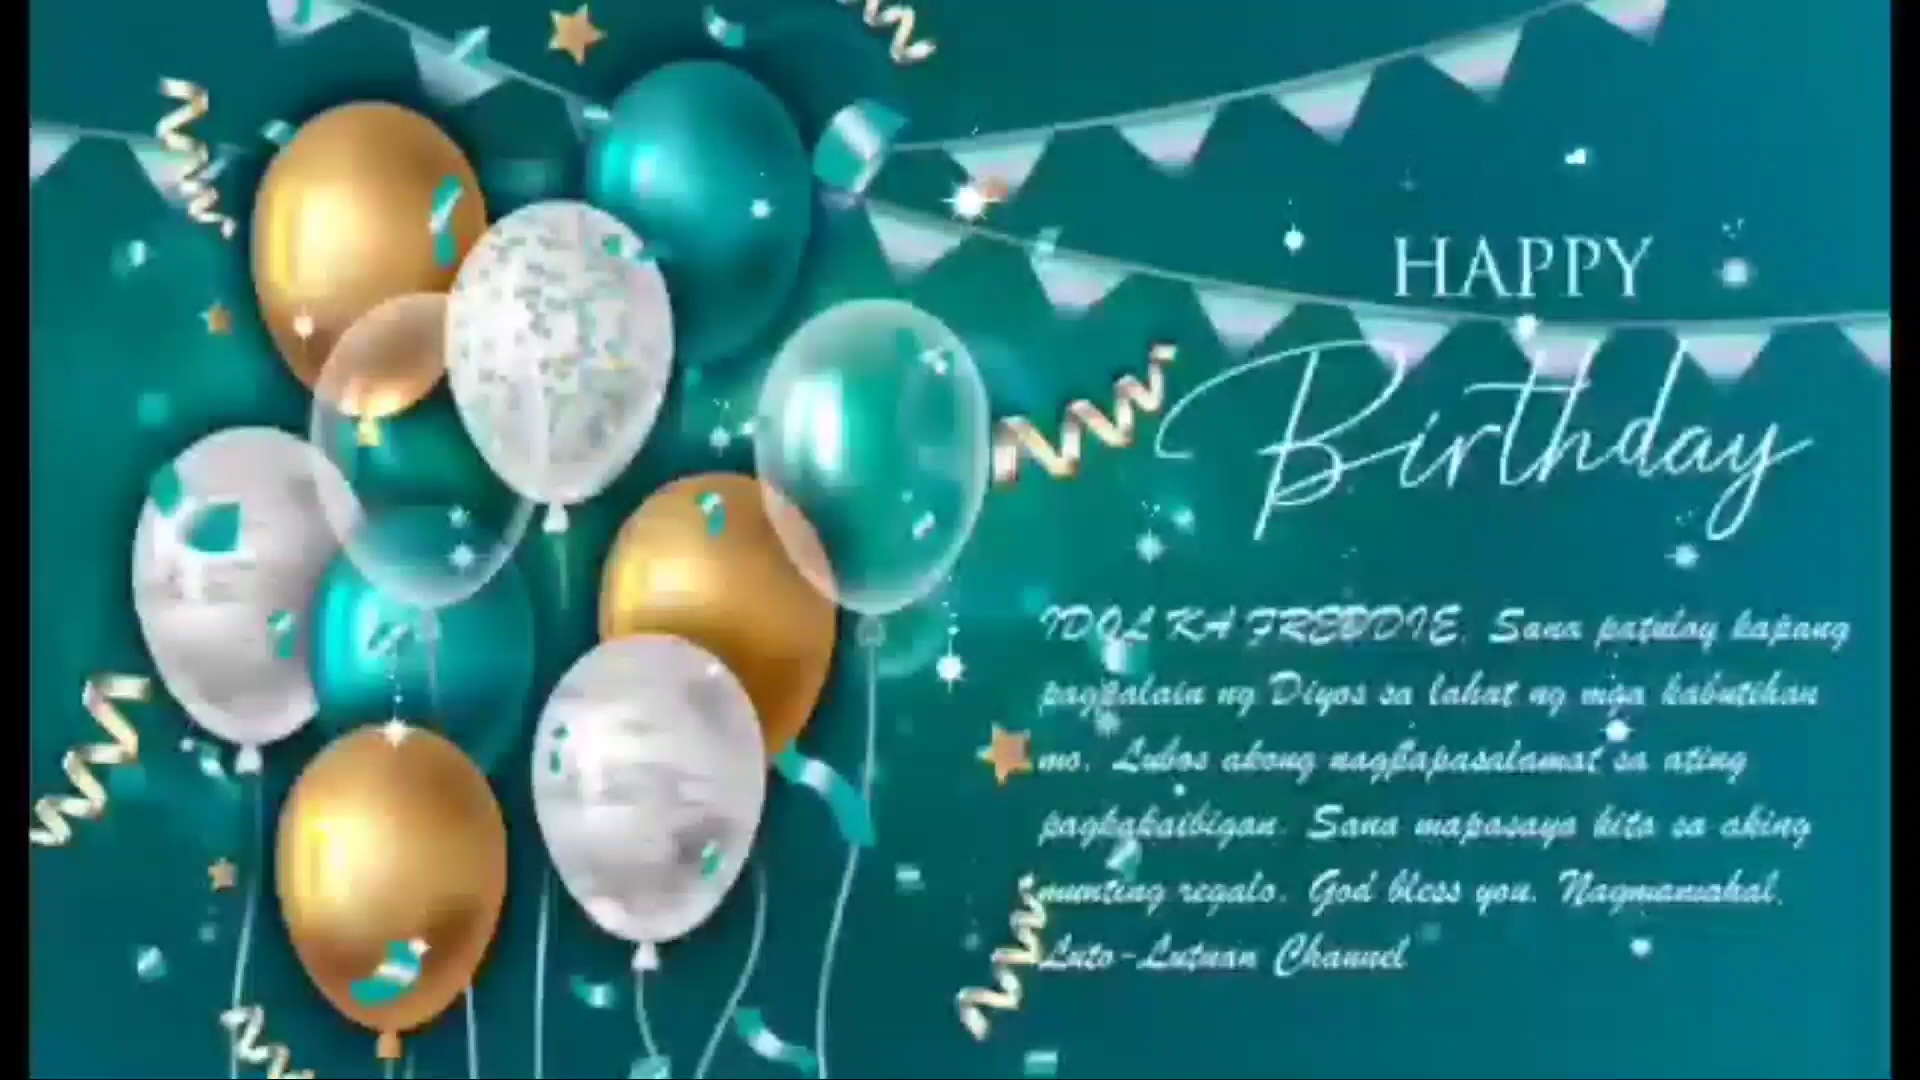 HAPPY
Birthday
IDOL KA FREDDIE. Sana patuloy kapang
pagpalain ng Diyos sa lahat ng mga kabutihan
mo. Lubos akong nagpapasalamat sa ating
pagkakaibigan. Sana mapasaya kita sa aking
munting regalo. God bless you. Nagmamahal,
Luto-Lutuan Channel